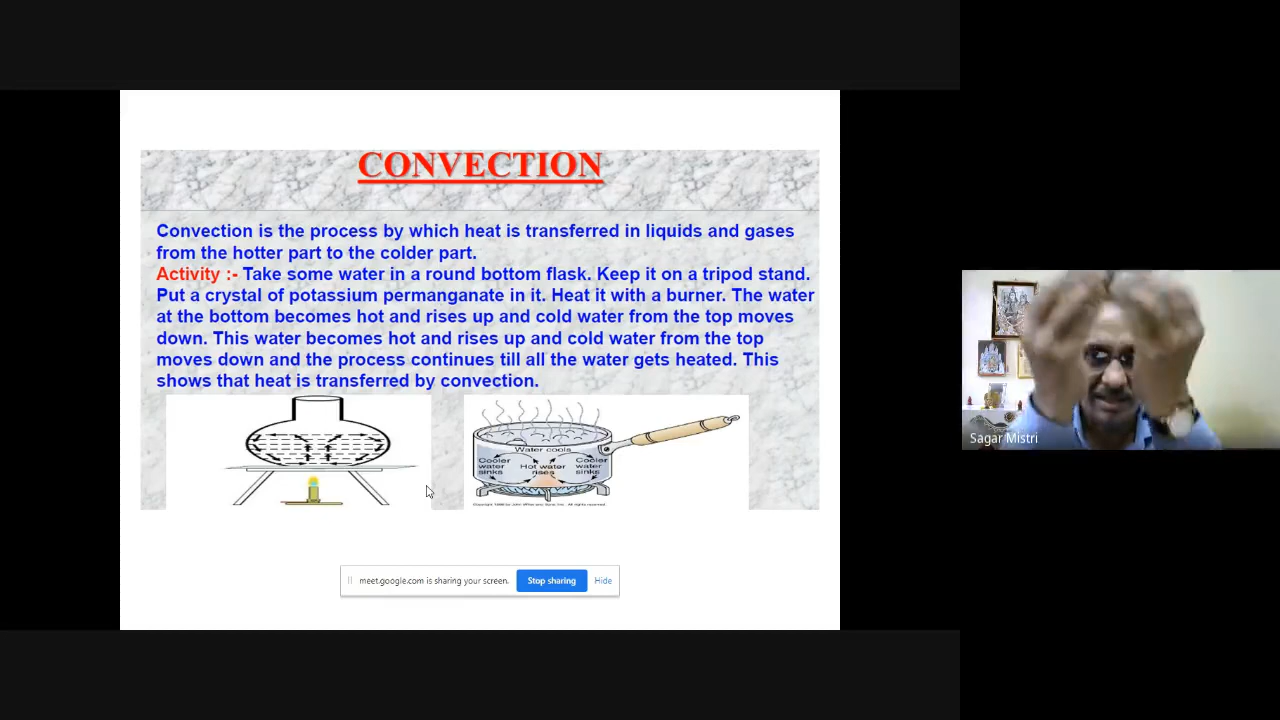 CONVECTION
Convection is the process by which heat is transferred in liquids and gases
from the hotter part to the colder part.
Activity :- Take some water in a round bottom flask. Keep it on a tripod stand.
Put a crystal of potassium permanganate in it. Heat it with a burner. The water
at the bottom becomes hot and rises up and cold water from the top moves
down. This water becomes hot and rises up and cold water from the top
moves down and the process continues till all the water gets heated. This
shows that heat is transferred by convection.
Water cools
Cooler
water
sinks
Hot water
rises
Cooler
water
sinks
meet.google.com is sharing your screen.
Stop sharing
Hide
Sagar Mistri